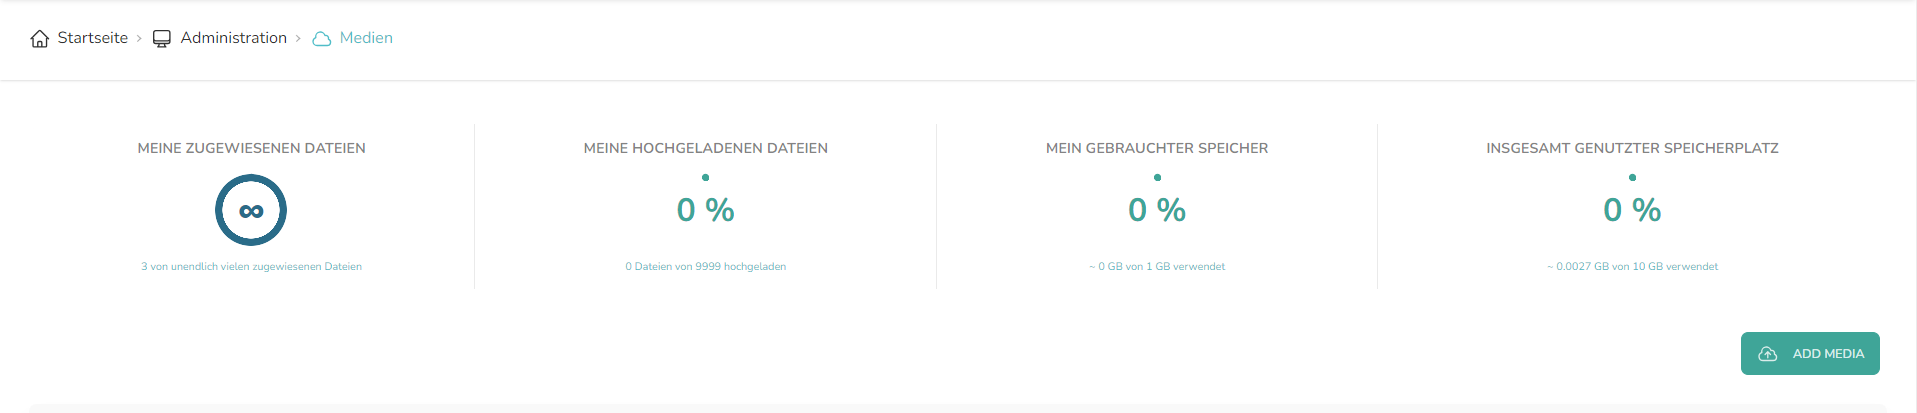 Startseite > Administration > Medien
MEINE ZUGEWIESENEN DATEIEN
∞
3 von unendlich vielen zugewiesenen Dateien
MEINE HOCHGELADENEN DATEIEN
0 %
0 Dateien von 9999 hochgeladen
MEIN GEBRAUCHTER SPEICHER
0 %
~ 0 GB von 1 GB verwendet
INSGESAMT GENUTZTER SPEICHERPLATZ
0 %
~ 0.0027 GB von 10 GB verwendet
ADD MEDIA